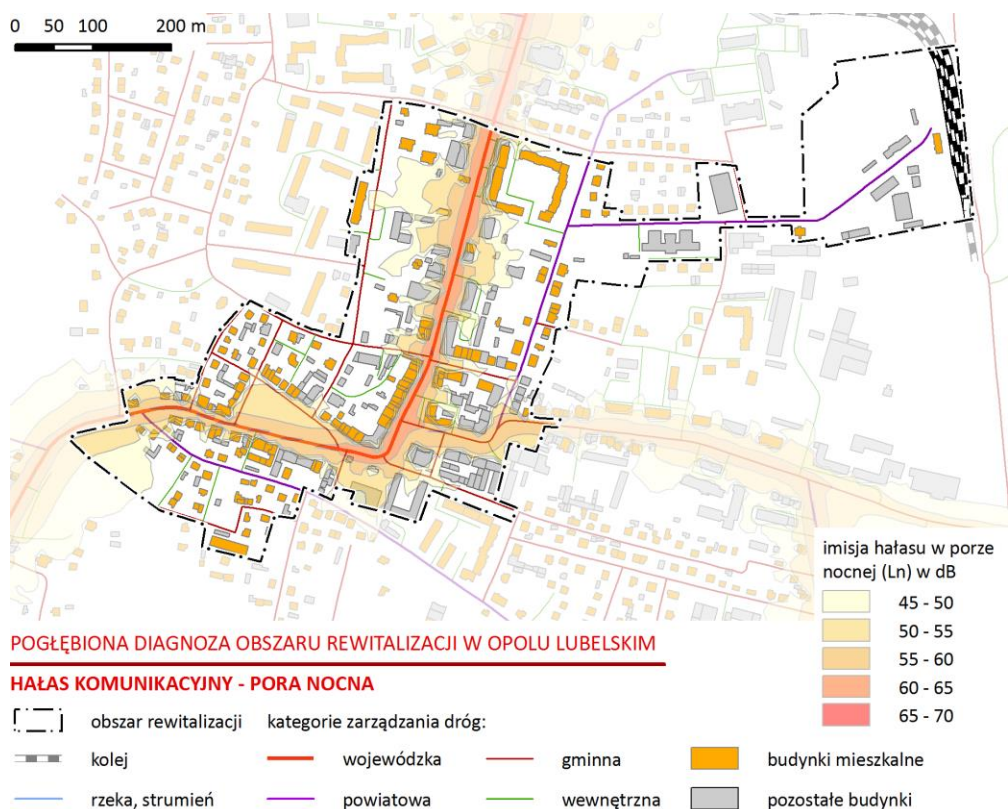 0 50 100 200 m
imisja hałasu w porze
nocnej (Ln) w dB
45 - 50
50 - 55
55 - 60
60 - 65
65 - 70
POGŁĘBIONA DIAGNOZA OBSZARU REWITALIZACJI W OPOLU LUBELSKIM
HAŁAS KOMUNIKACYJNY - PORA NOCNA
obszar rewitalizacji kategorie zarządzania dróg:
kolej wojewódzka gminna budynki mieszkalne
rzeka, strumień powiatowa wewnętrzna pozostałe budynki